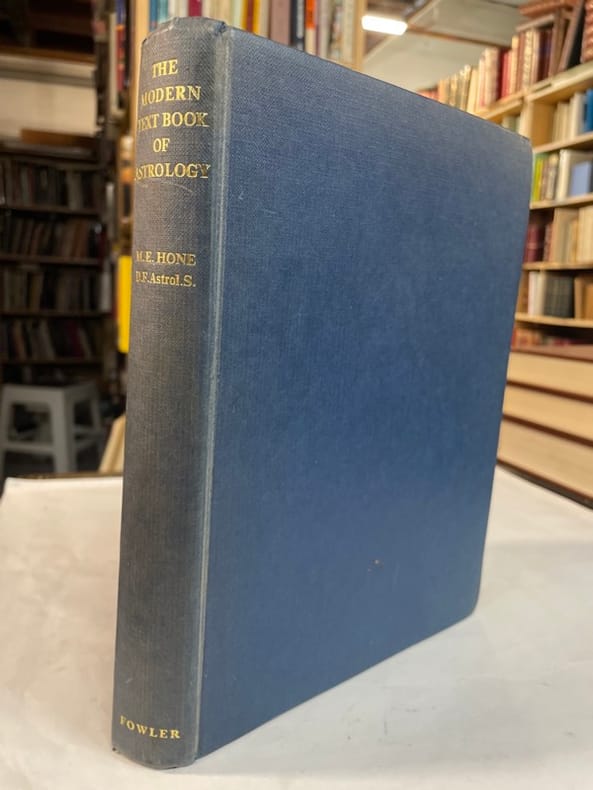 THE
MODERN
TEXT BOOK
OF
ASTROLOGY
M.E. HONE
D.F.Astrol.S.
FOWLER